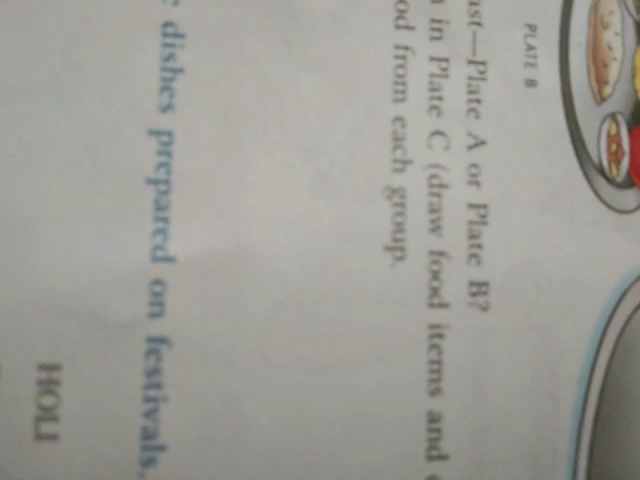 PLATE B
ast—Plate A or Plate B?
in Plate C (draw food items and
od from each group.
dishes prepared on festivals.
HOLI